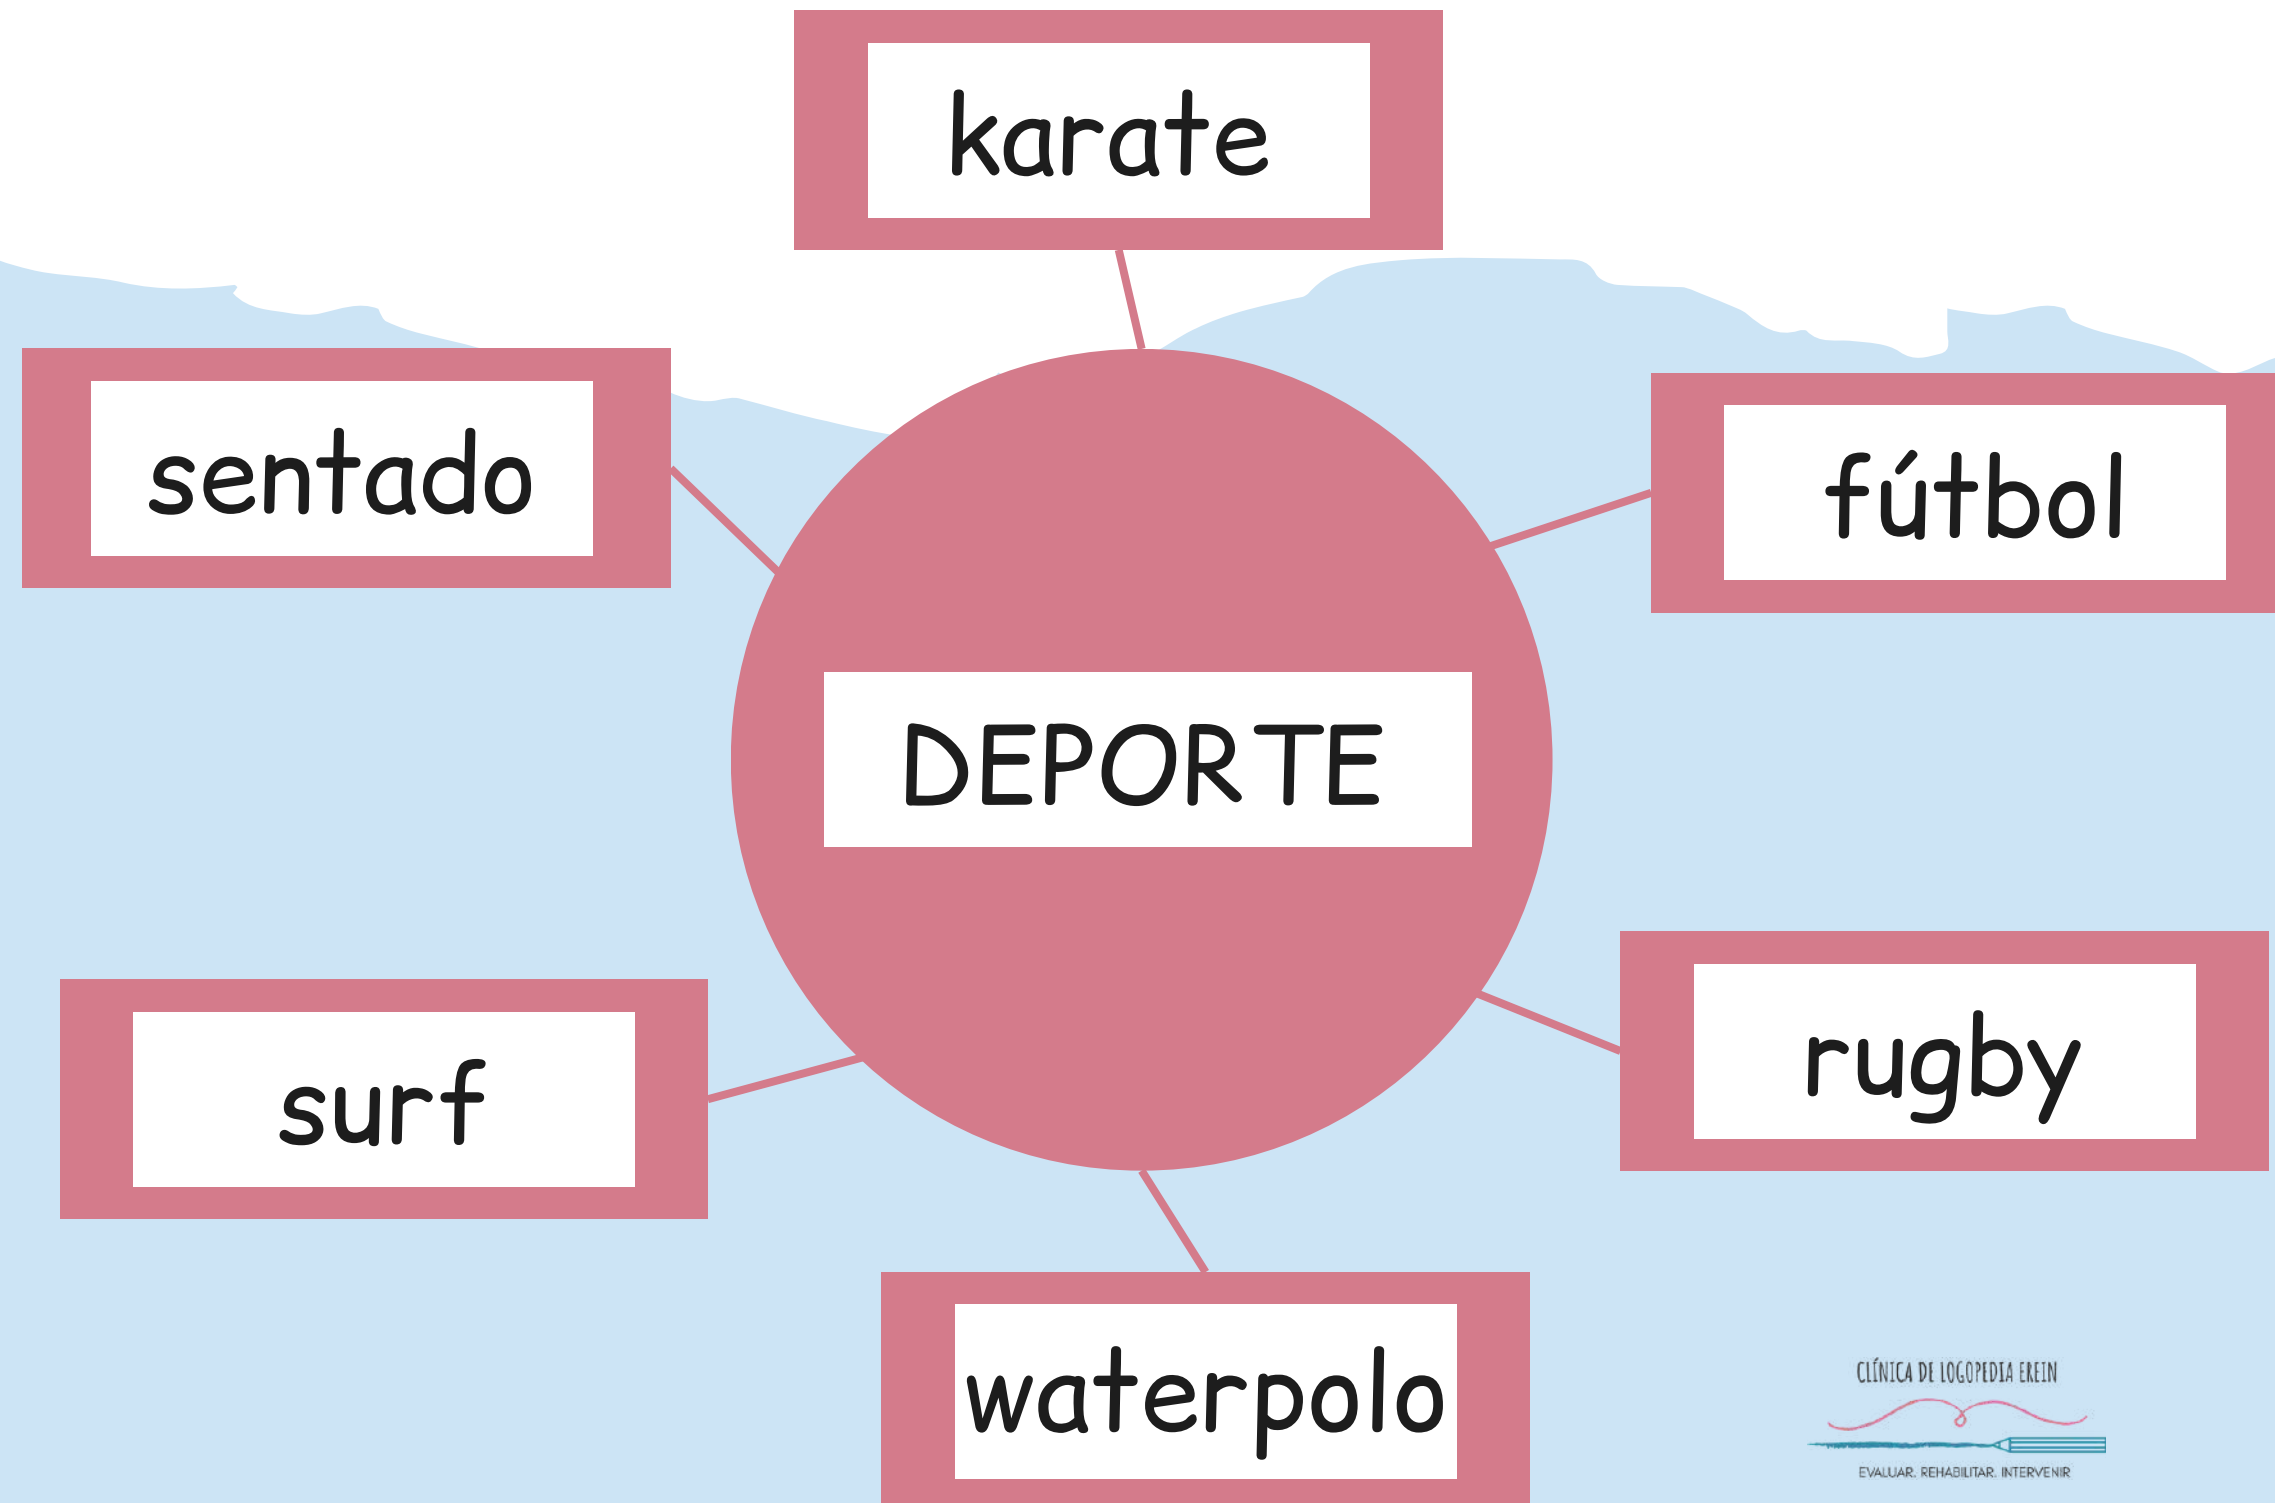 karate
sentado
fútbol
DEPORTE
surf
rugby
waterpolo
CLÍNICA DE LOGOPEDIA EREIN
EVALUAR. REHABILITAR. INTERVENIR